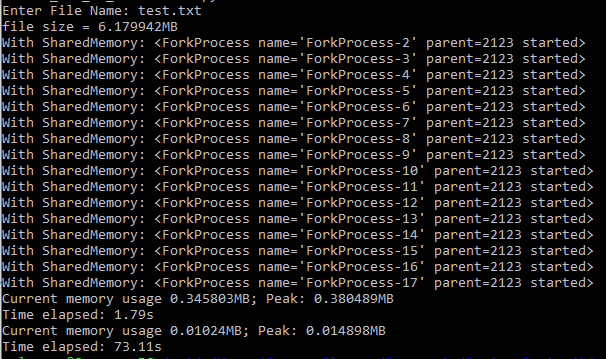 Enter File Name: test.txt
file size = 6.179942MB
With SharedMemory: <ForkProcess name='ForkProcess-2' parent=2123 started>
With SharedMemory: <ForkProcess name='ForkProcess-3' parent=2123 started>
With SharedMemory: <ForkProcess name='ForkProcess-4' parent=2123 started>
With SharedMemory: <ForkProcess name='ForkProcess-5' parent=2123 started>
With SharedMemory: <ForkProcess name='ForkProcess-6' parent=2123 started>
With SharedMemory: <ForkProcess name='ForkProcess-7' parent=2123 started>
With SharedMemory: <ForkProcess name='ForkProcess-8' parent=2123 started>
With SharedMemory: <ForkProcess name='ForkProcess-9' parent=2123 started>
With SharedMemory: <ForkProcess name='ForkProcess-10' parent=2123 started>
With SharedMemory: <ForkProcess name='ForkProcess-11' parent=2123 started>
With SharedMemory: <ForkProcess name='ForkProcess-12' parent=2123 started>
With SharedMemory: <ForkProcess name='ForkProcess-13' parent=2123 started>
With SharedMemory: <ForkProcess name='ForkProcess-14' parent=2123 started>
With SharedMemory: <ForkProcess name='ForkProcess-15' parent=2123 started>
With SharedMemory: <ForkProcess name='ForkProcess-16' parent=2123 started>
With SharedMemory: <ForkProcess name='ForkProcess-17' parent=2123 started>
Current memory usage 0.345803MB; Peak: 0.380489MB
Time elapsed: 1.79s
Current memory usage 0.01024MB; Peak: 0.014898MB
Time elapsed: 73.11s